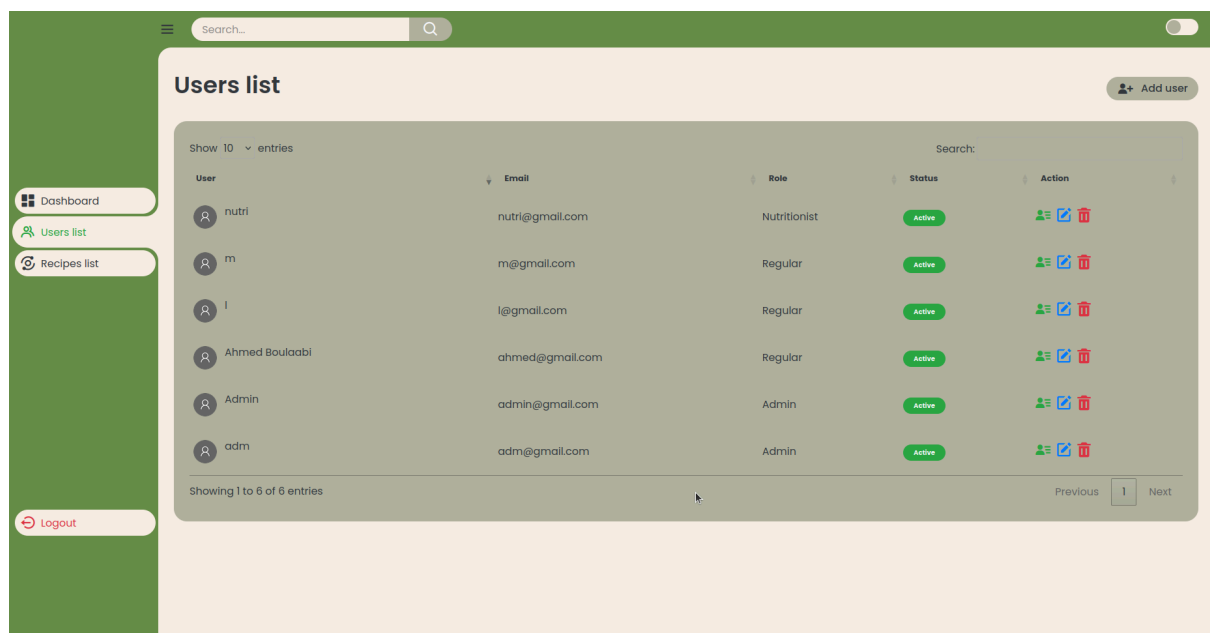 Search...
Users list
Add user
Show 10 entries
Search:
User Email Role Status Action
nutri nutri@gmail.com Nutritionist Active
m m@gmail.com Regular Active
l l@gmail.com Regular Active
Ahmed Boulaabi ahmed@gmail.com Regular Active
Admin admin@gmail.com Admin Active
adm adm@gmail.com Admin Active
Showing 1 to 6 of 6 entries
Previous 1 Next
Dashboard
Users list
Recipes list
Logout